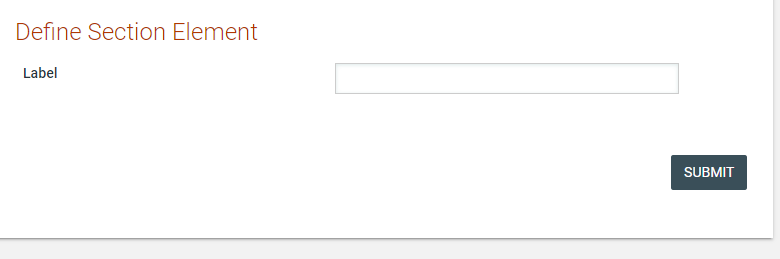 Define Section Element
Label
SUBMIT